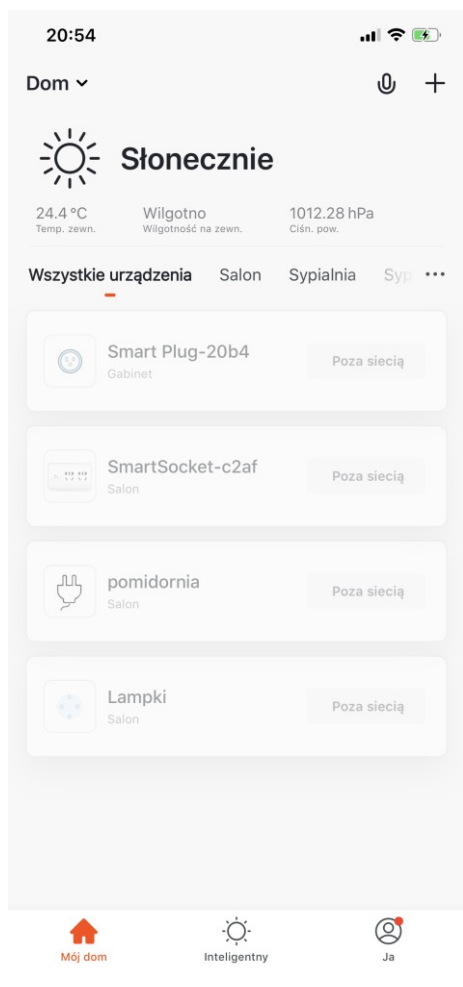 20:54
Dom
Słonecznie
24.4 °C Wilgotno 1012.28 hPa
Temp. zewn. Wilgotność na zewn. Ciśn. pow.
Wszystkie urządzenia Salon Sypialnia Syp ...
Smart Plug-20b4
Gabinet
Poza siecią
SmartSocket-c2af
Salon
Poza siecią
pomidornia
Salon
Poza siecią
Lampki
Salon
Poza siecią
Mój dom Inteligentny Ja